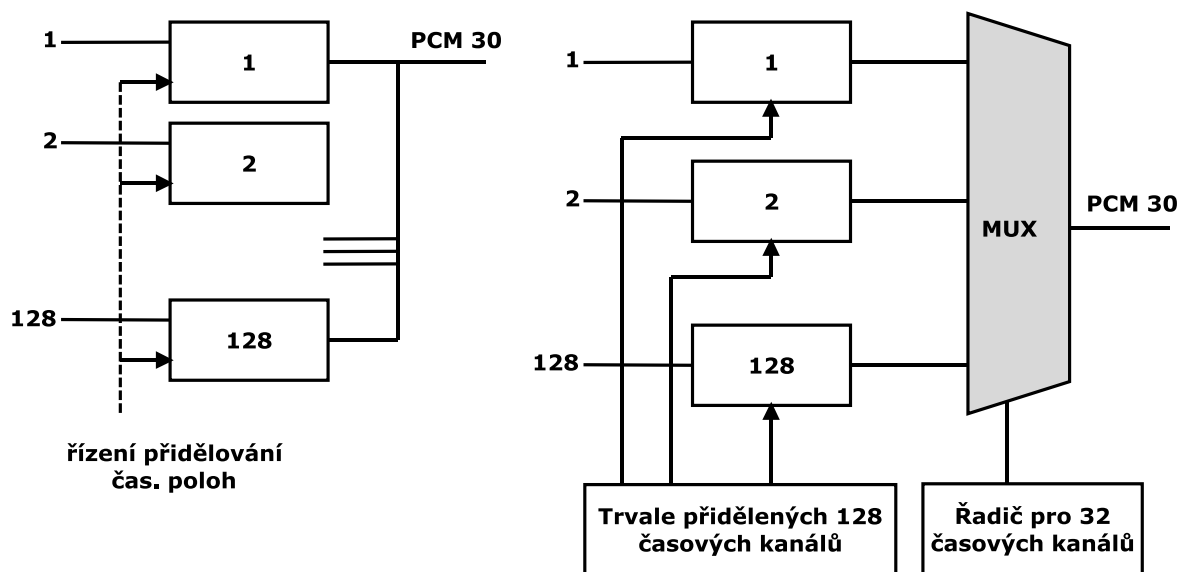 1
1
PCM 30
2
2
128
128
řízení přidělování
čas. poloh
1
1
2
2
128
128
MUX
PCM 30
Trvale přidělených 128
časových kanálů
Řadič pro 32
časových kanálů